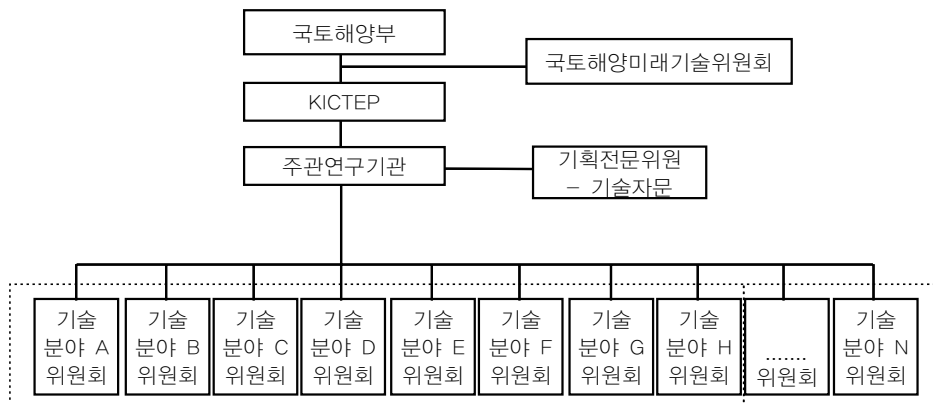 국토해양부
국토해양미래기술위원회
KICTEP
주관연구기관
기획전문위원
- 기술자문
기술
분야 A
위원회
기술
분야 B
위원회
기술
분야 C
위원회
기술
분야 D
위원회
기술
분야 E
위원회
기술
분야 F
위원회
기술
분야 G
위원회
기술
분야 H
위원회
.......
위원회
기술
분야 N
위원회